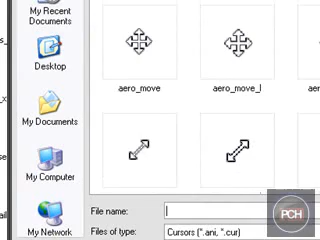 My Recent
Documents
Desktop
My Documents
My Computer
My Network
aero_move
aero_move_l
File name:
Files of type:
Cursors (*.ani, *.cur)
PCH